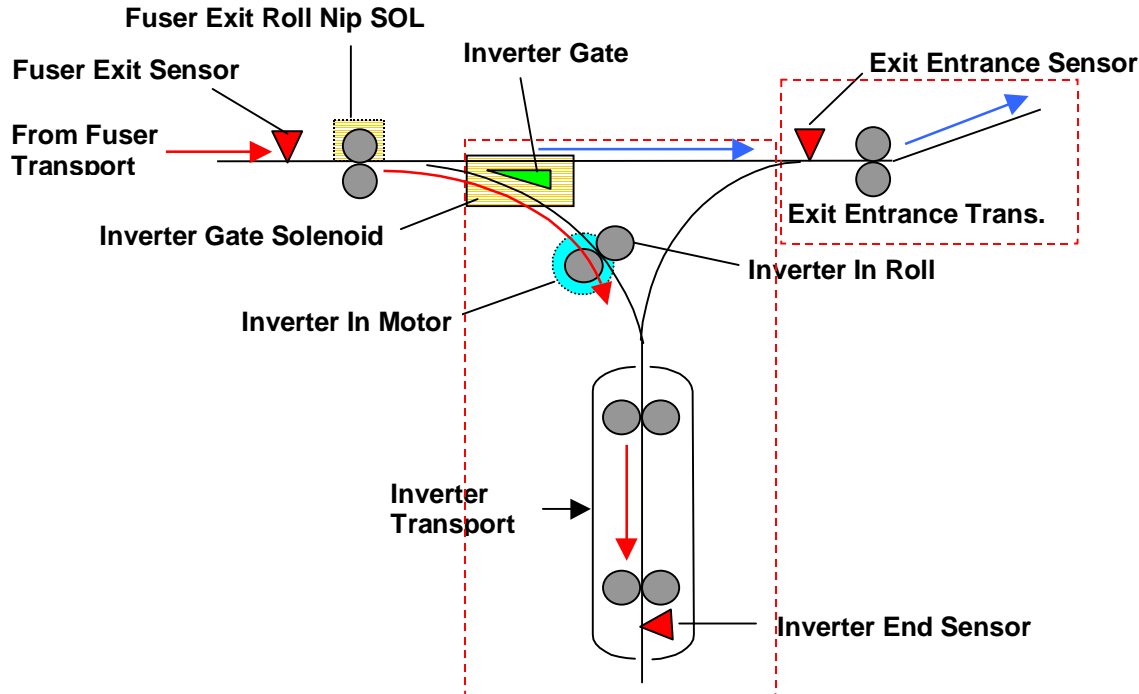 Fuser Exit Roll Nip SOL
Inverter Gate
Exit Entrance Sensor
Fuser Exit Sensor
From Fuser
Transport
Exit Entrance Trans.
Inverter Gate Solenoid
Inverter In Roll
Inverter In Motor
Inverter
Transport
Inverter End Sensor